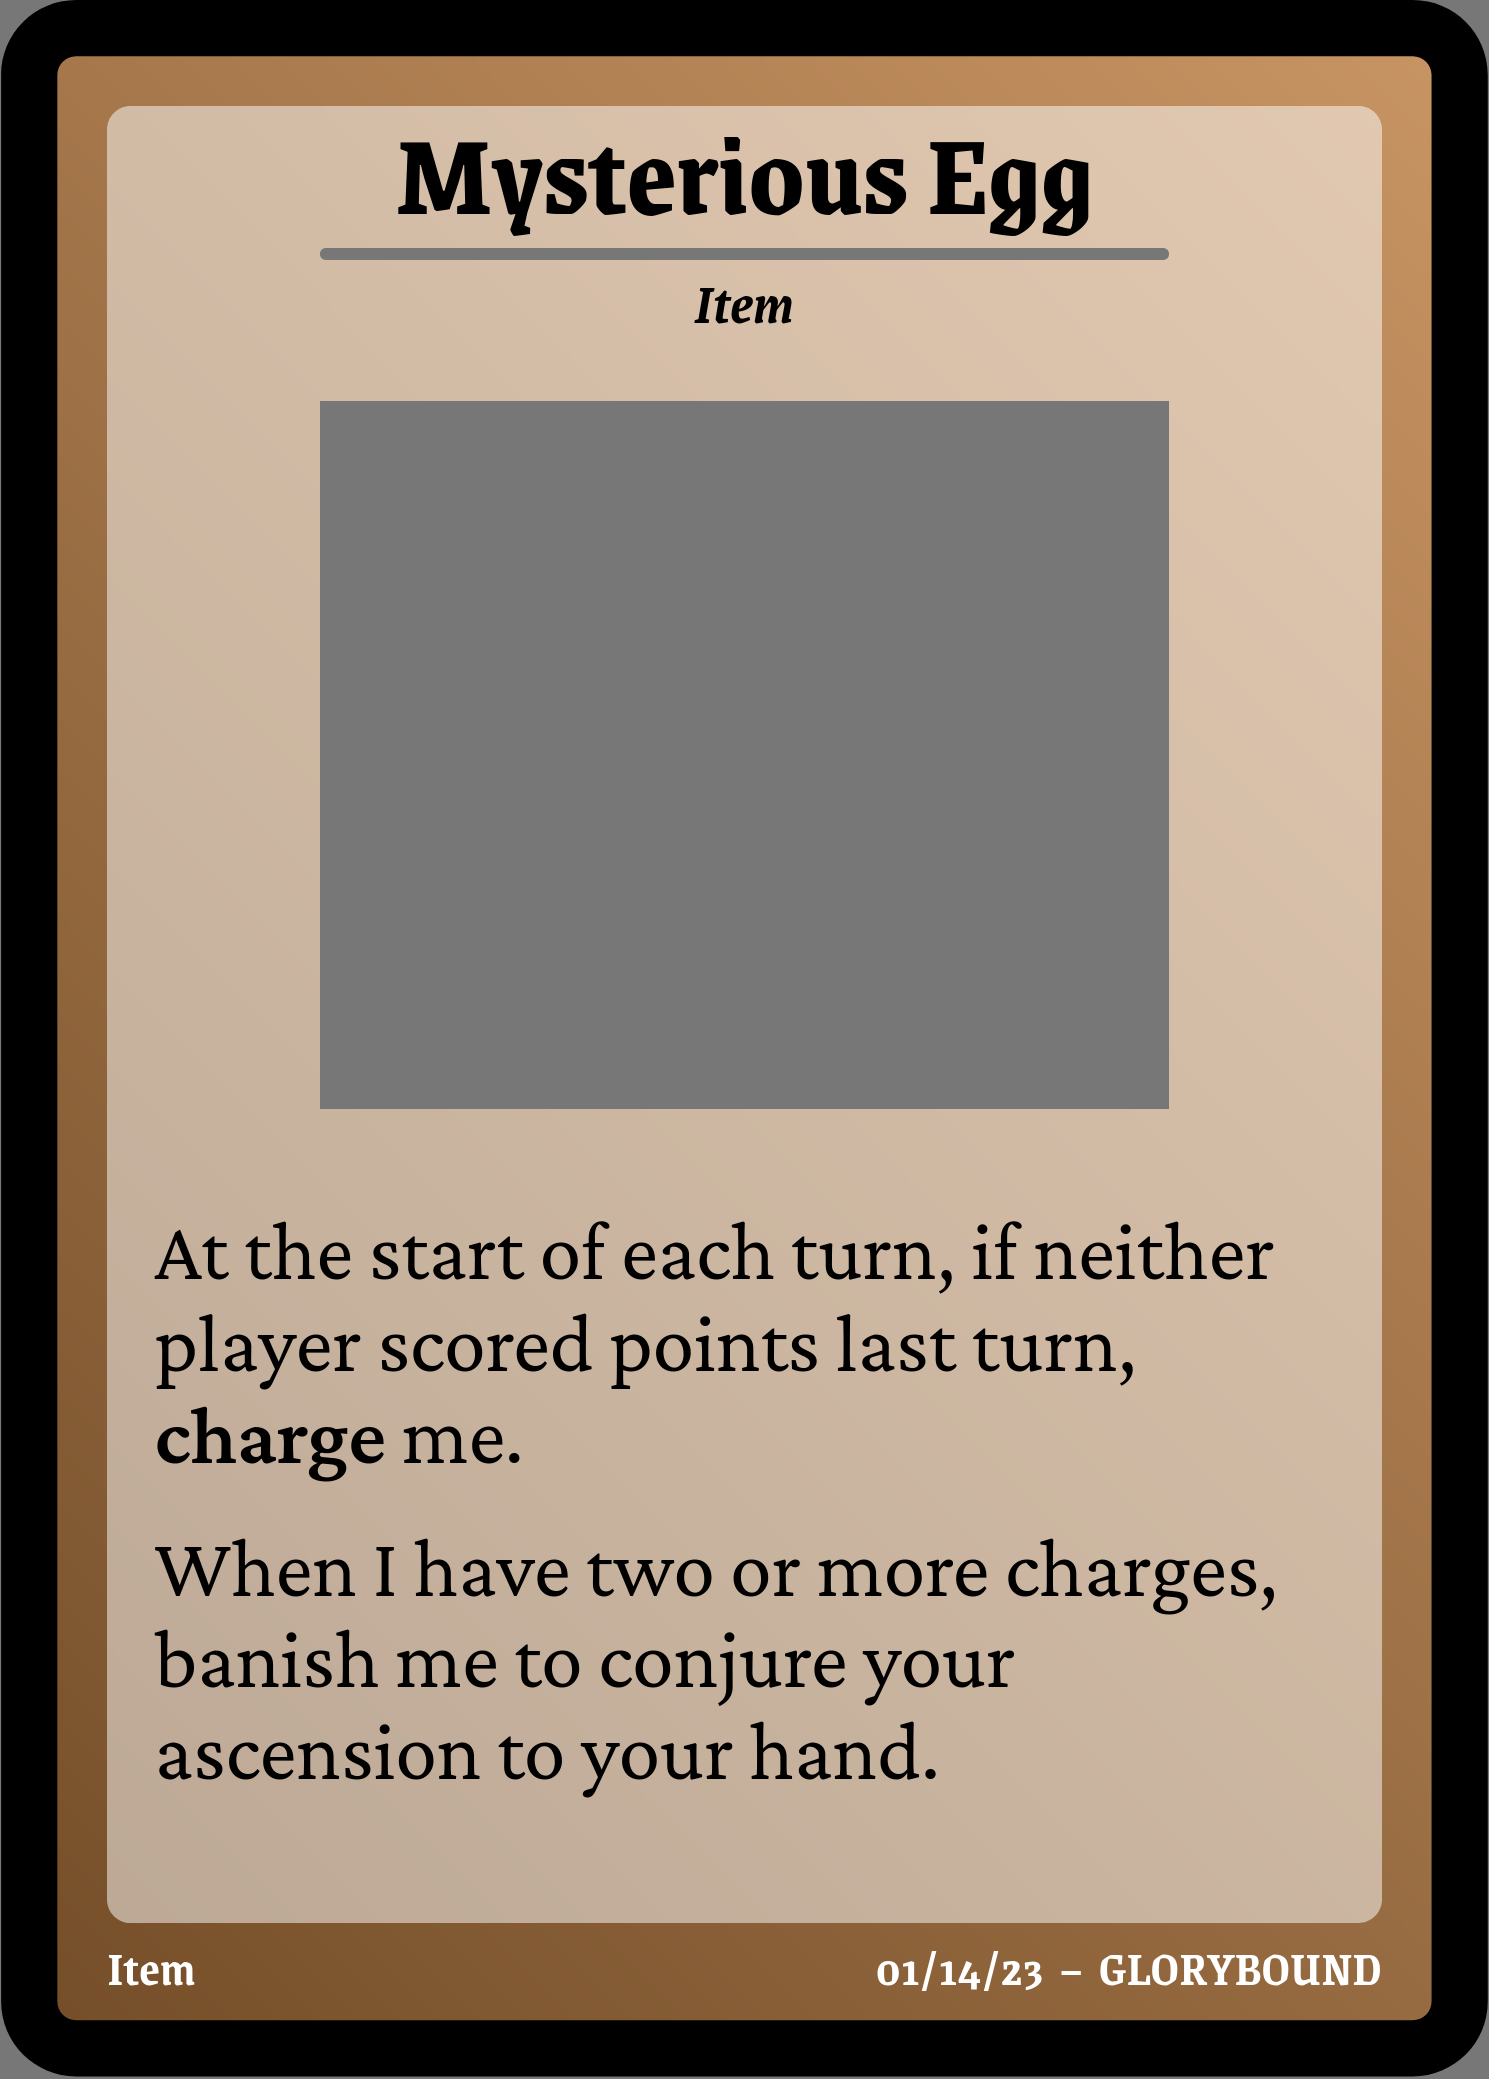 Mysterious Egg
Item
At the start of each turn, if neither
player scored points last turn,
charge me.
When I have two or more charges,
banish me to conjure your
ascension to your hand.
Item
01/14/23 – GLORYBOUND